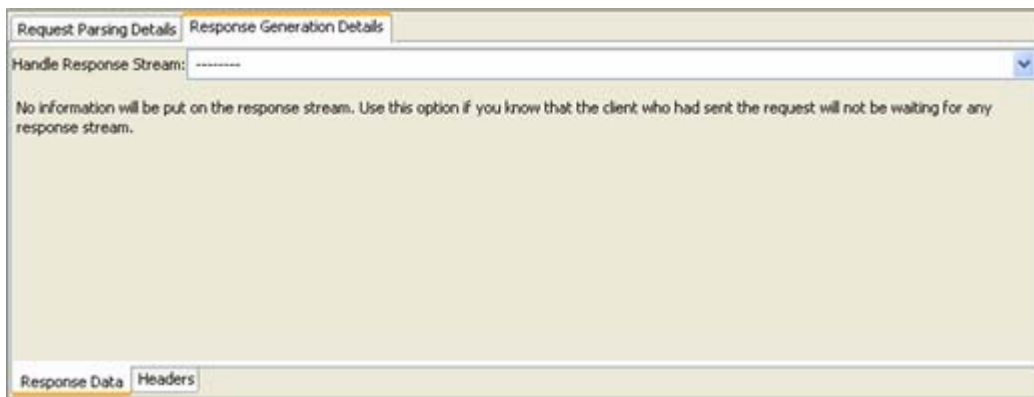 Request Parsing Details Response Generation Details
Handle Response Stream: --------
No information will be put on the response stream. Use this option if you know that the client who had sent the request will not be waiting for any
response stream.
Response Data Headers